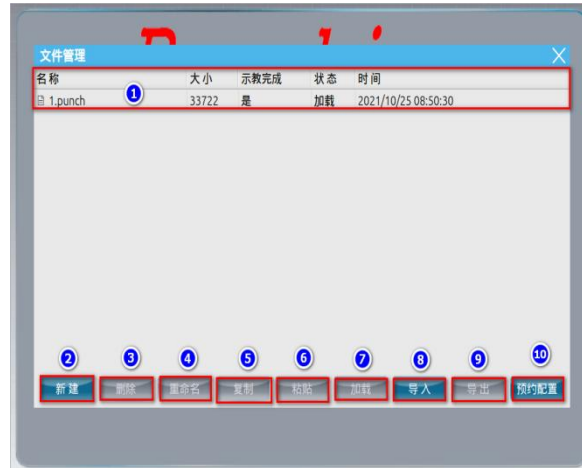 文件管理
名称 大小 示教完成 状态 时间
1.punch 33722 是 加载 2021/10/25 08:50:30
1
2 3 4 5 6 7 8 9 10
新建 删除 重命名 复制 粘贴 加载 导入 导出 预约配置